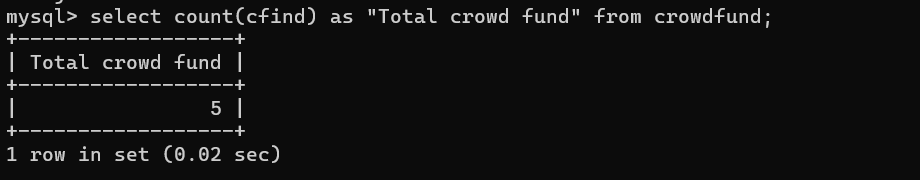 mysql> select count(cfind) as "Total crowd fund" from crowdfund;
+------------------+
| Total crowd fund |
+------------------+
|                5 |
+------------------+
1 row in set (0.02 sec)